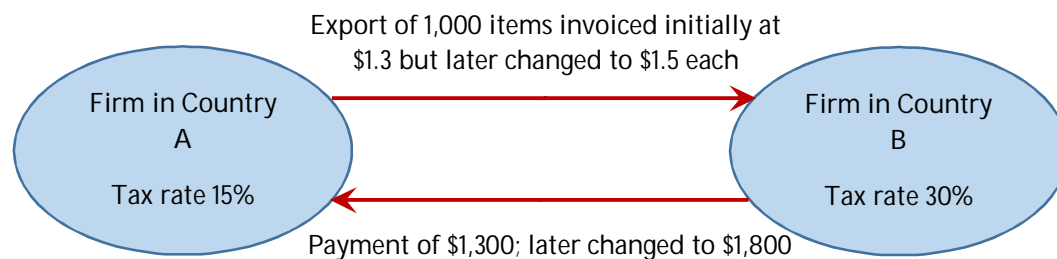 Export of 1,000 items invoiced initially at
$1.3 but later changed to $1.5 each
Firm in Country
A
Tax rate 15%
Firm in Country
B
Tax rate 30%
Payment of $1,300; later changed to $1,800